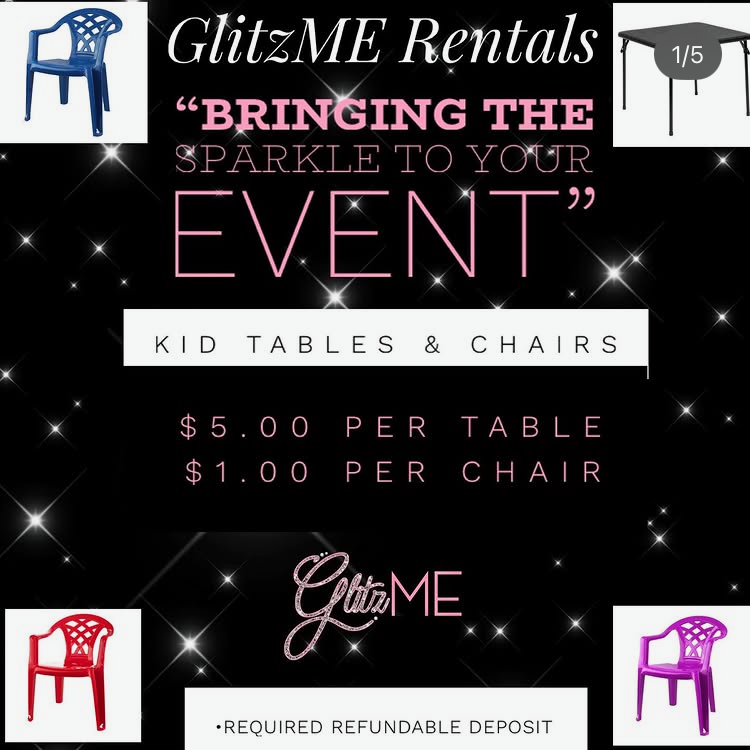 GlitzME Rentals
1/5
“BRINGING THE
SPARKLE TO YOUR
EVENT”
KID TABLES & CHAIRS
$5.00 PER TABLE
$1.00 PER CHAIR
GlitzME
•REQUIRED REFUNDABLE DEPOSIT